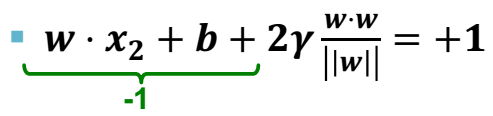 ▪ w · x₂ + b + 2γ w·w / ||w|| = +1
-1